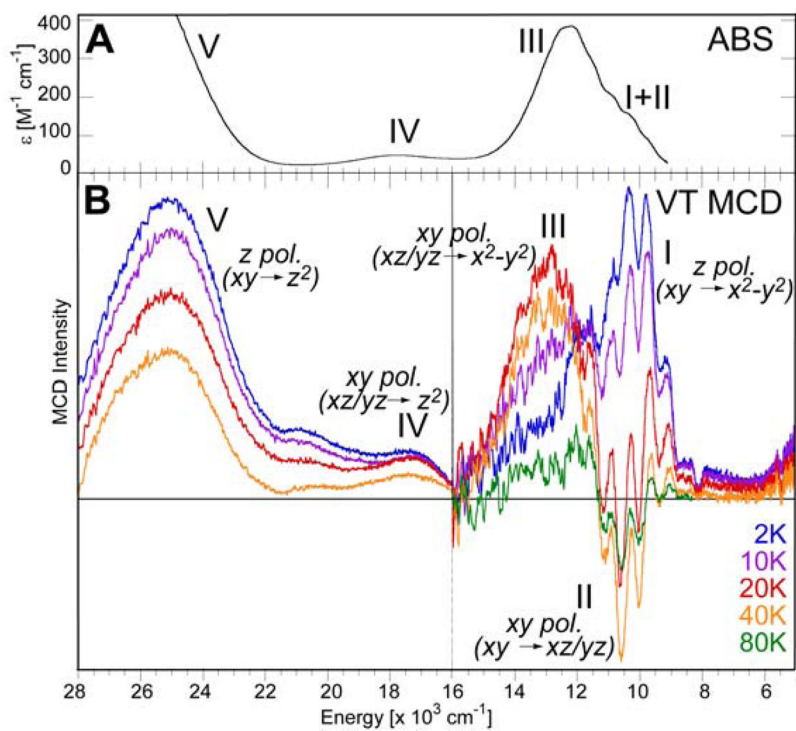 A
V
III
ABS
I+II
IV
400
300
200
100
0
ε [M⁻¹ cm⁻¹]
B
V
z pol.
(xy → z²)
xy pol.
(xz/yz → x²-y²)
III
VT MCD
I
z pol.
(xy → x²-y²)
xy pol.
(xz/yz → z²)
IV
MCD Intensity
II
xy pol.
(xy → xz/yz)
2K
10K
20K
40K
80K
28 26 24 22 20 18 16 14 12 10 8 6
Energy [x 10³ cm⁻¹]